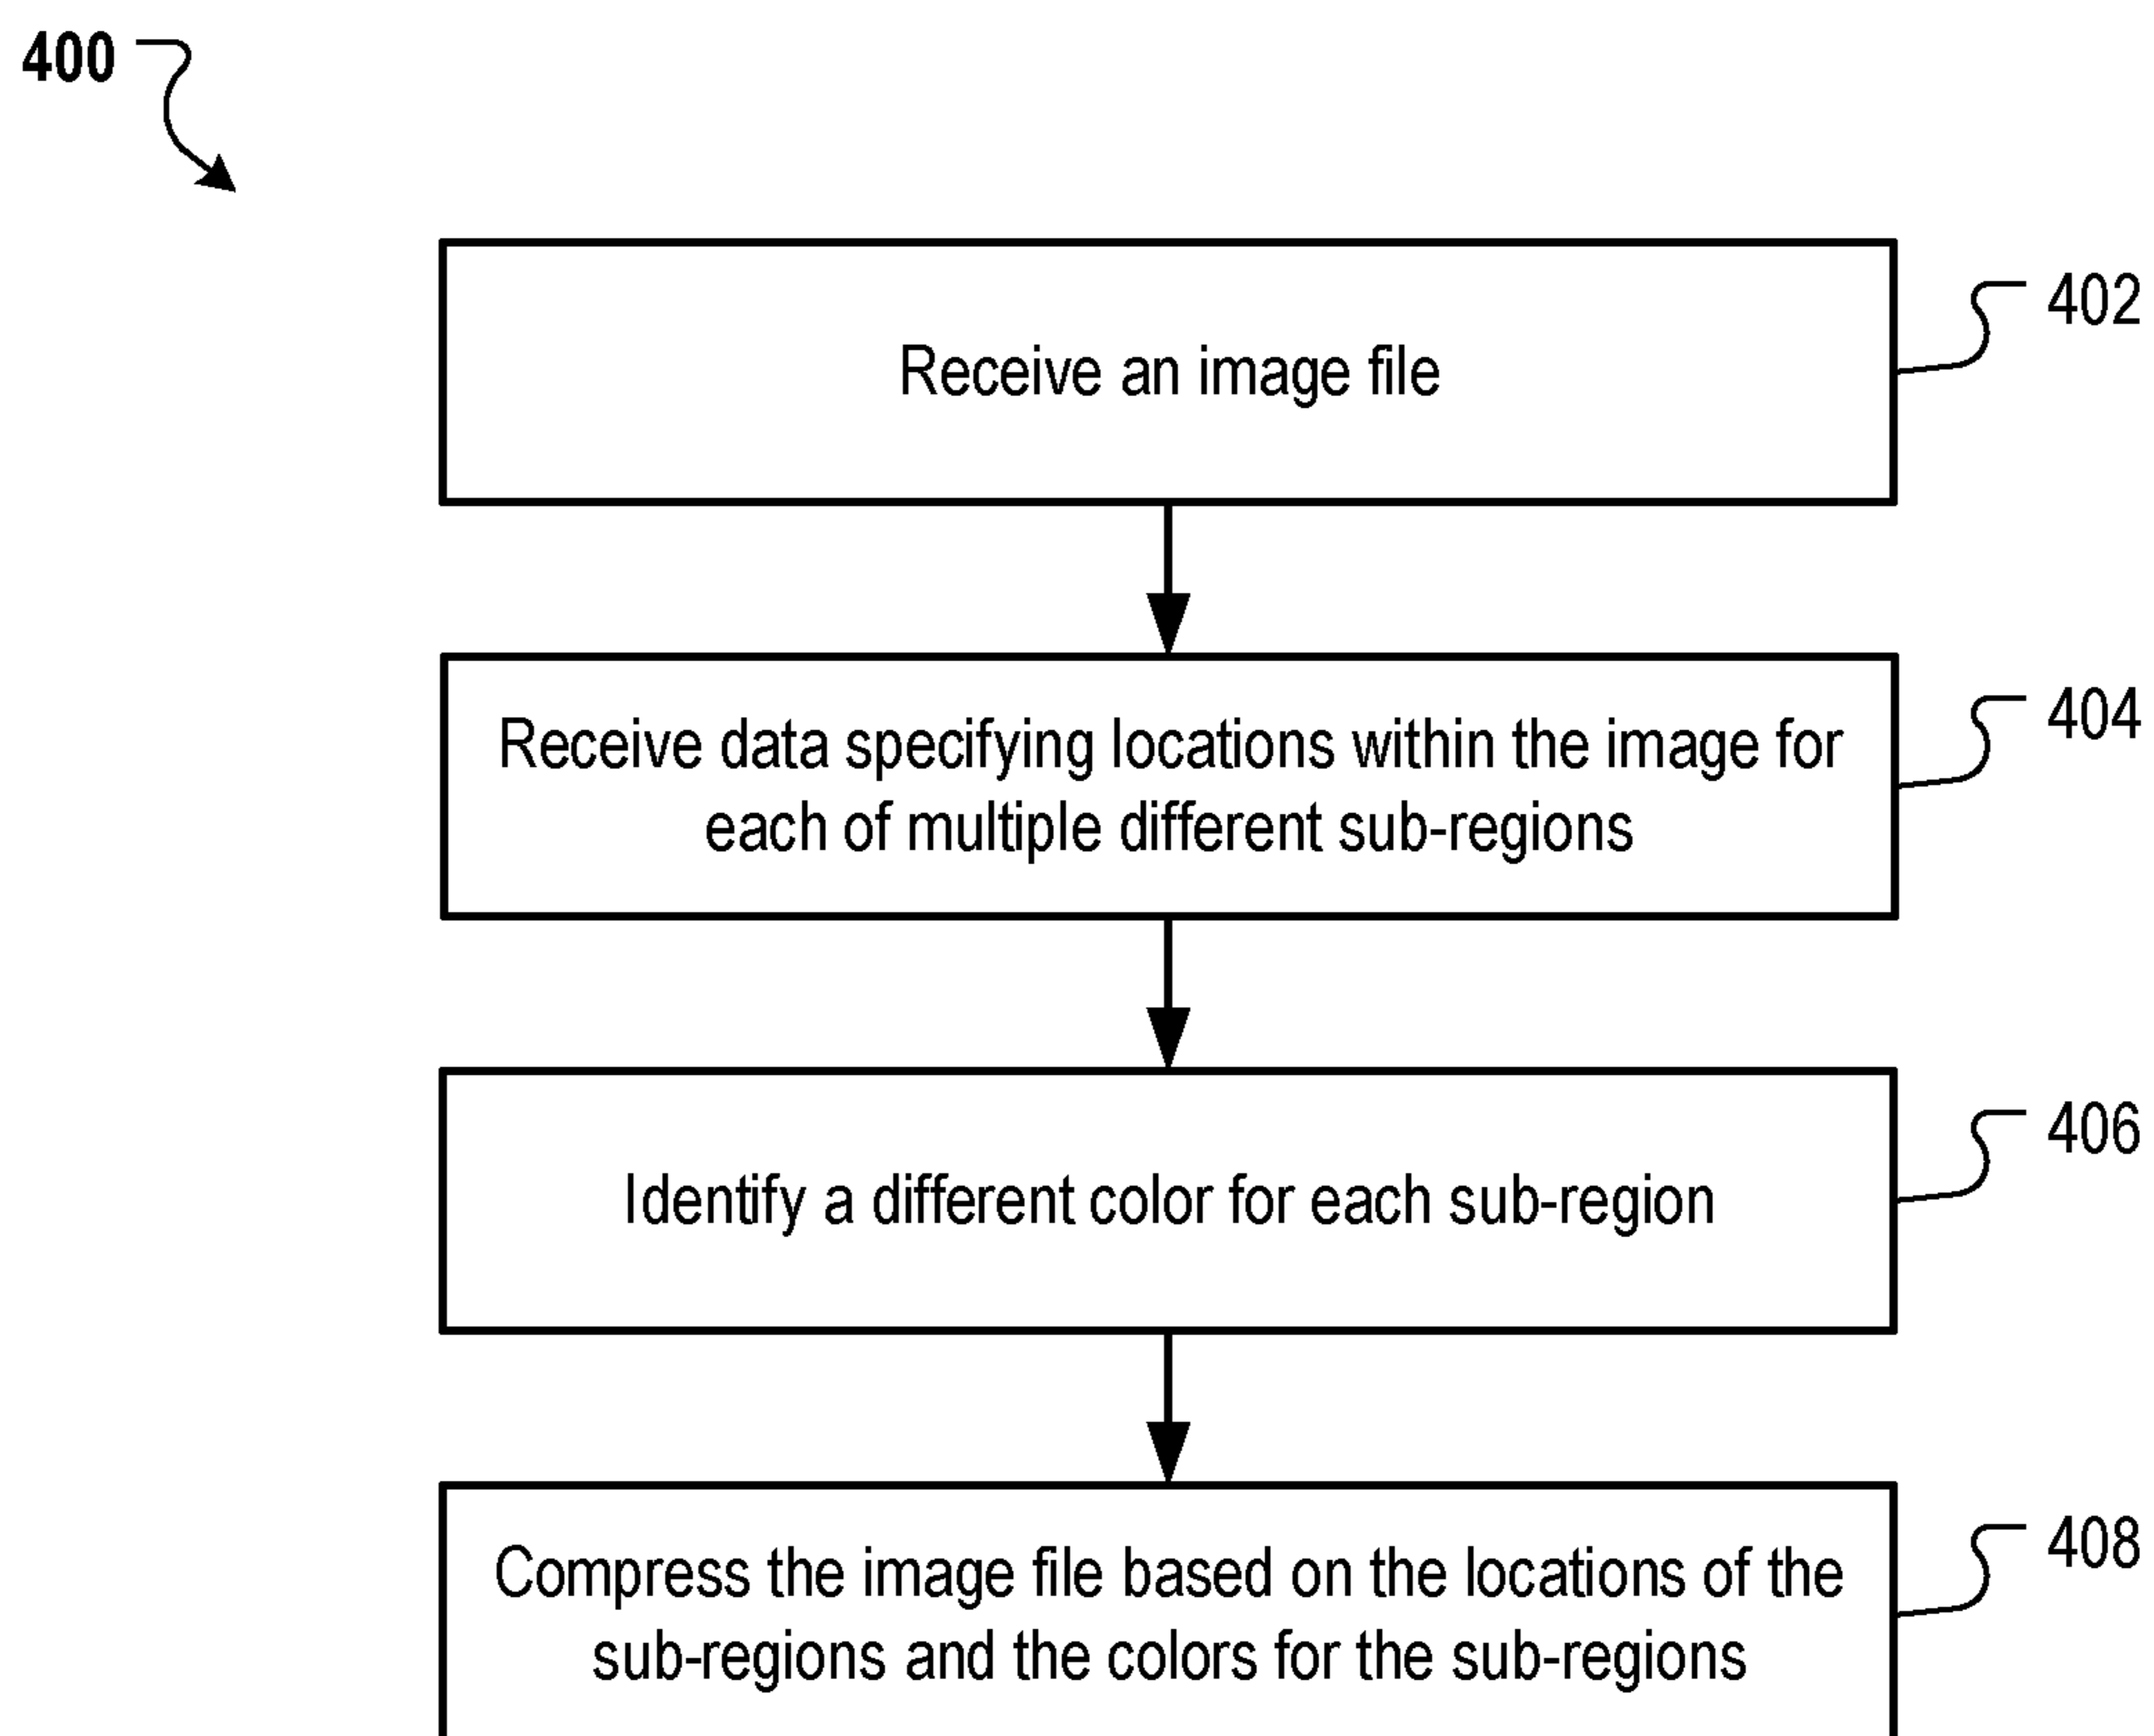 400
Receive an image file
402
Receive data specifying locations within the image for
each of multiple different sub-regions
404
Identify a different color for each sub-region
406
Compress the image file based on the locations of the
sub-regions and the colors for the sub-regions
408